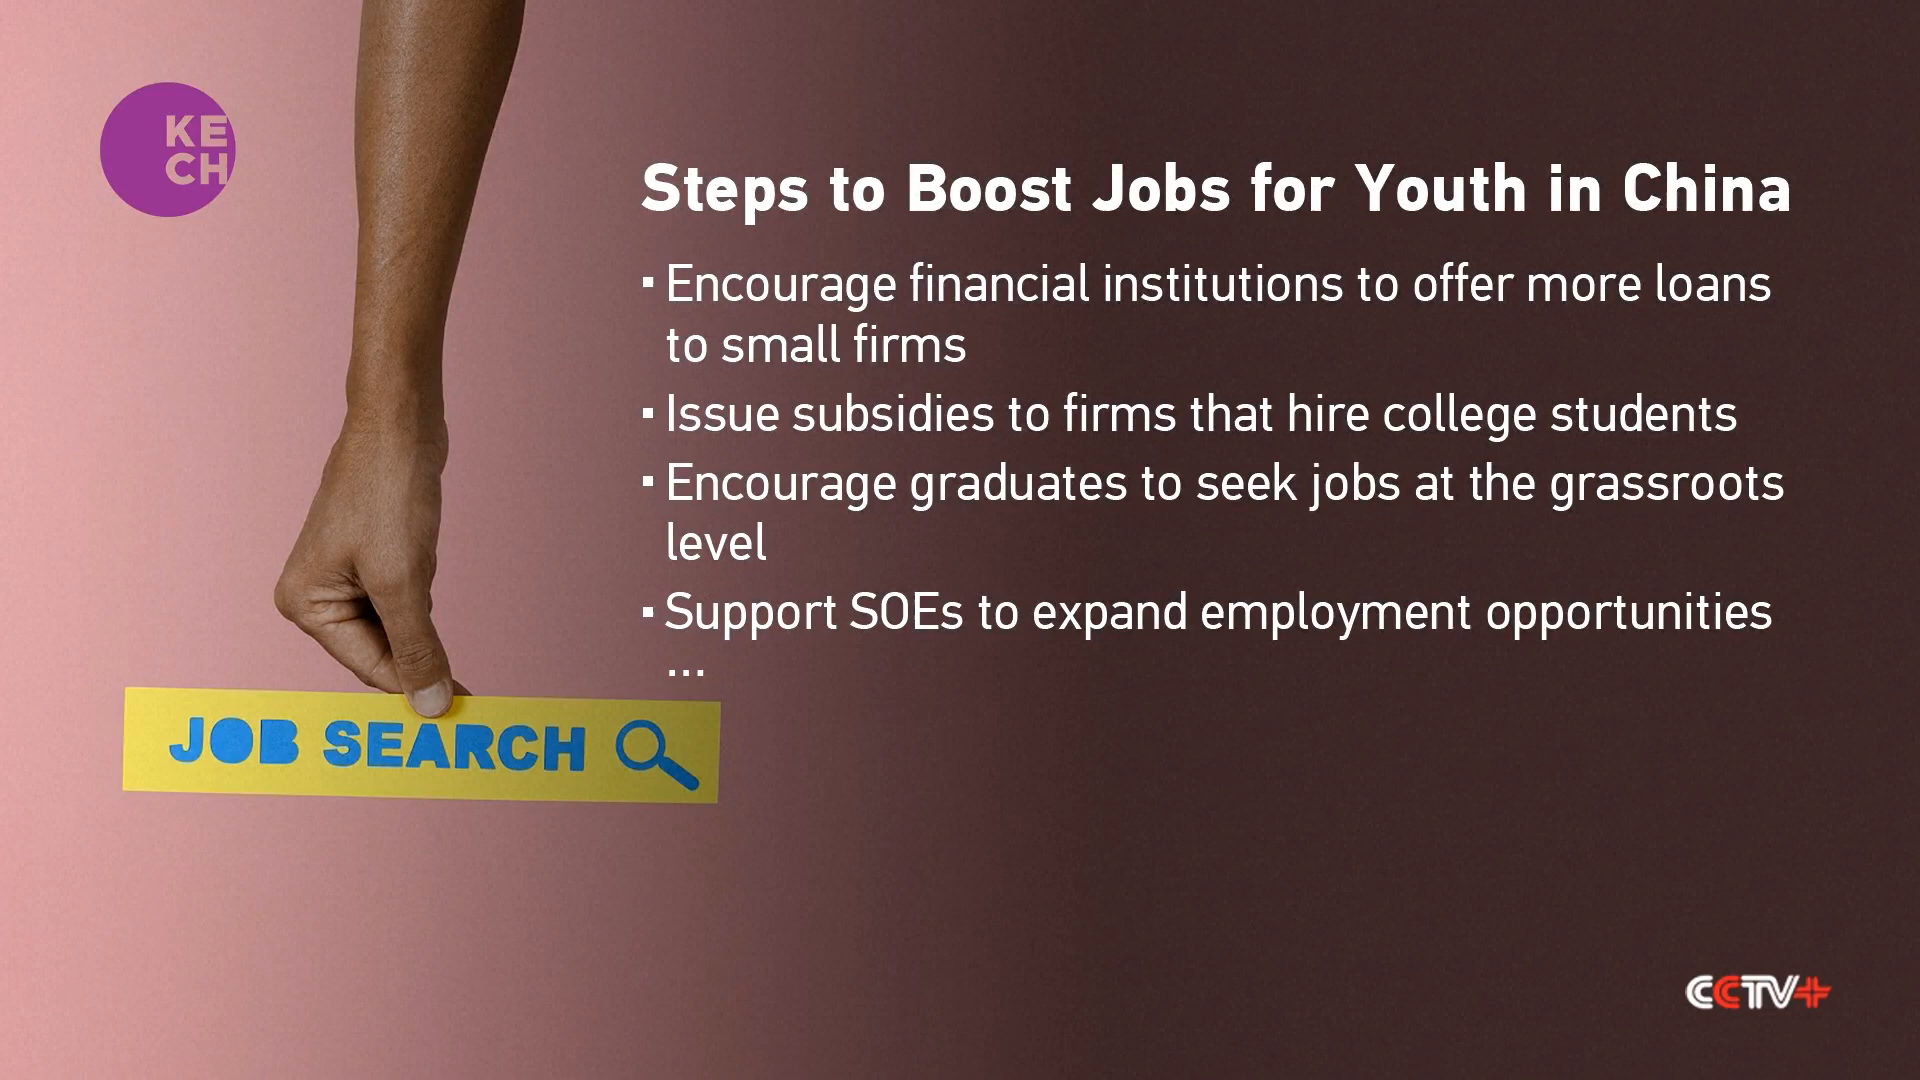 KE
CH
Steps to Boost Jobs for Youth in China
▪ Encourage financial institutions to offer more loans
to small firms
▪ Issue subsidies to firms that hire college students
▪ Encourage graduates to seek jobs at the grassroots
level
▪ Support SOEs to expand employment opportunities
...
JOB SEARCH
CCTV+